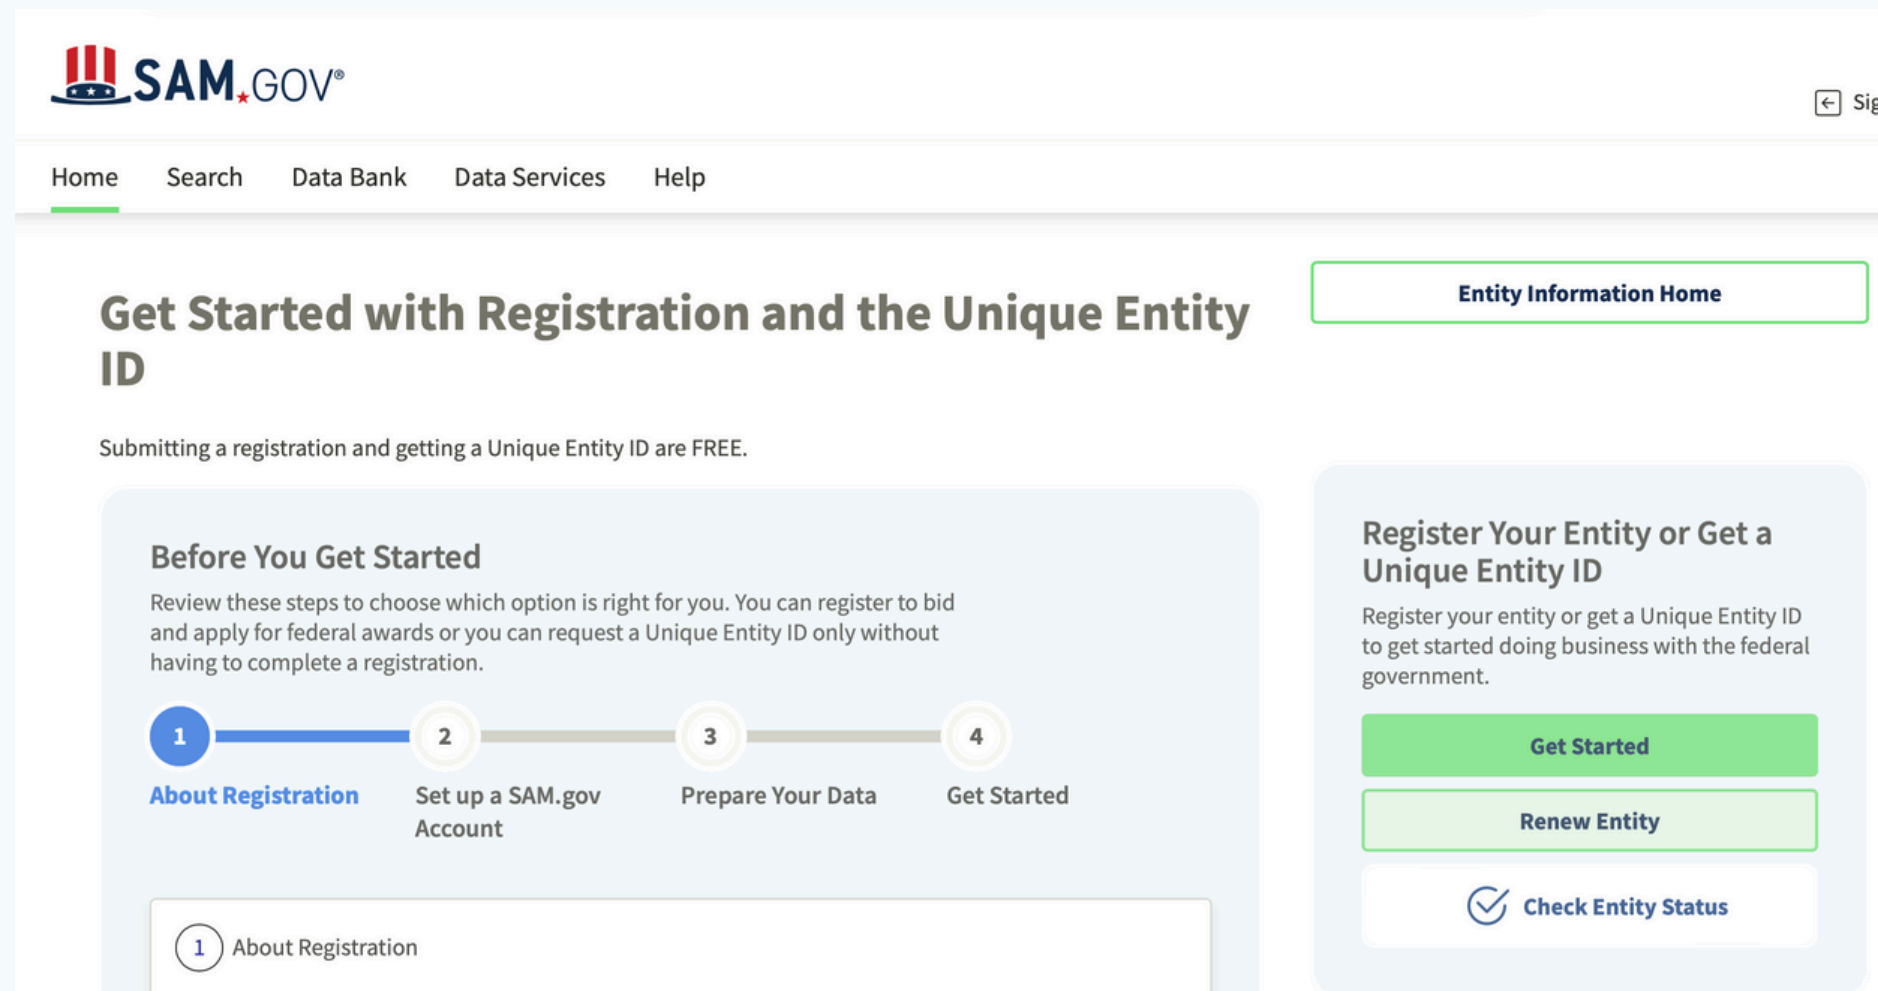 SAM.GOV®
Sig
Home Search Data Bank Data Services Help
Get Started with Registration and the Unique Entity
ID
Submitting a registration and getting a Unique Entity ID are FREE.
Before You Get Started
Review these steps to choose which option is right for you. You can register to bid
and apply for federal awards or you can request a Unique Entity ID only without
having to complete a registration.
1 2 3 4
About Registration Set up a SAM.gov Prepare Your Data Get Started
Account
1 About Registration
Entity Information Home
Register Your Entity or Get a
Unique Entity ID
Register your entity or get a Unique Entity ID
to get started doing business with the federal
government.
Get Started
Renew Entity
Check Entity Status